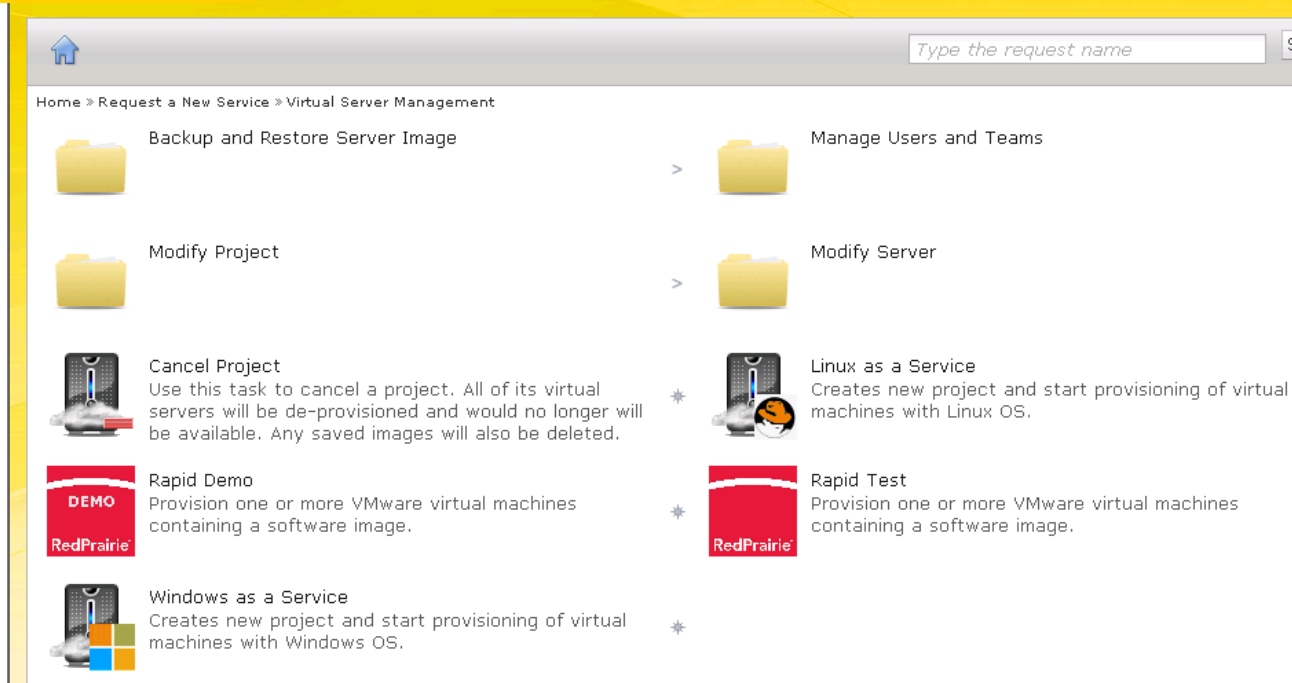 Type the request name
S
Home » Request a New Service » Virtual Server Management
Backup and Restore Server Image
>
Manage Users and Teams
Modify Project
>
Modify Server
Cancel Project
Use this task to cancel a project. All of its virtual
servers will be de-provisioned and would no longer will
be available. Any saved images will also be deleted.
Linux as a Service
Creates new project and start provisioning of virtual
machines with Linux OS.
DEMO
RedPrairie
Rapid Demo
Provision one or more VMware virtual machines
containing a software image.
RedPrairie
Rapid Test
Provision one or more VMware virtual machines
containing a software image.
Windows as a Service
Creates new project and start provisioning of virtual
machines with Windows OS.